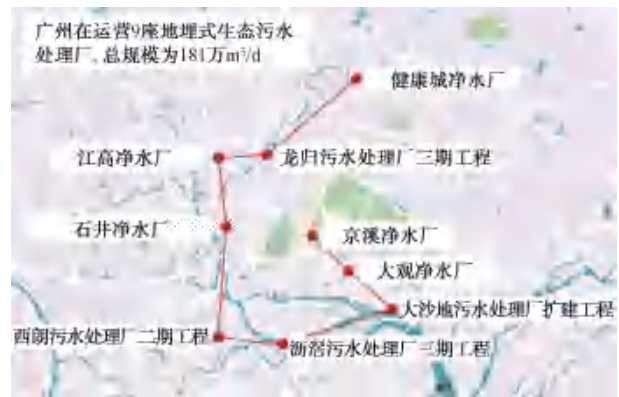 广州在运营9座地埋式生态污水
处理厂,总规模为181万m³/d
健康城净水厂
江高净水厂
龙归污水处理厂三期工程
石井净水厂
京溪净水厂
大观净水厂
大沙地污水处理厂扩建工程
西朗污水处理厂二期工程
沥滘污水处理厂三期工程